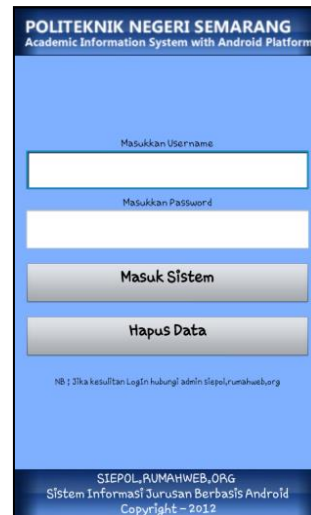 POLITEKNIK NEGERI SEMARANG
Academic Information System with Android Platform
Masukkan Username
Masukkan Password
Masuk Sistem
Hapus Data
NB : Jika kesulitan LogIn hubungi admin siepol,rumahweb,org
SIEPOL,RUMAHWEB,ORG
Sistem Informasi Jurusan Berbasis Android
Copyright - 2012